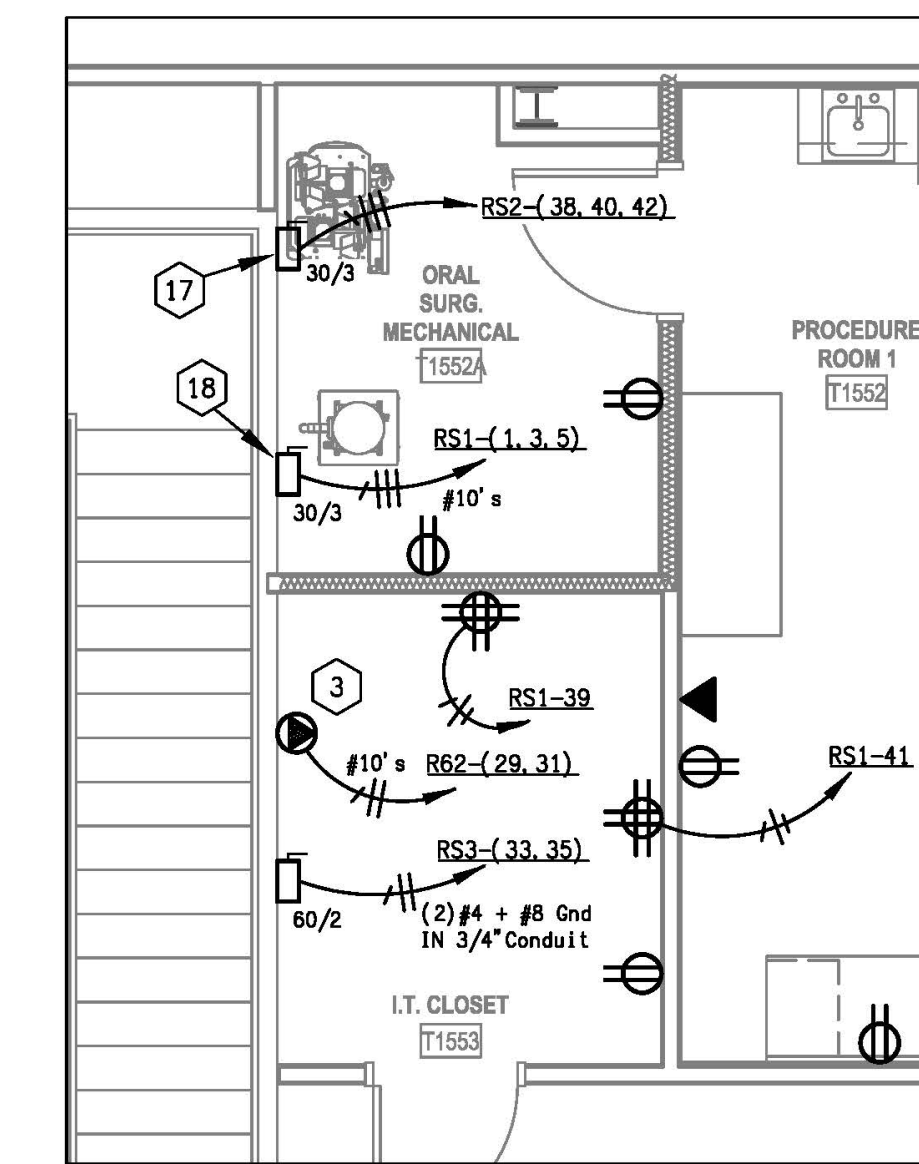 RS2-(38, 40, 42)
17
30/3
ORAL
SURG.
MECHANICAL
T1552A
PROCEDURE
ROOM 1
T1552
18
RS1-(1, 3, 5)
#10's
30/3
3
RS1-39
#10's
R62-(29, 31)
RS1-41
RS3-(33, 35)
60/2
(2)#4 + #8 Gnd
IN 3/4"Conduit
I.T. CLOSET
T1553